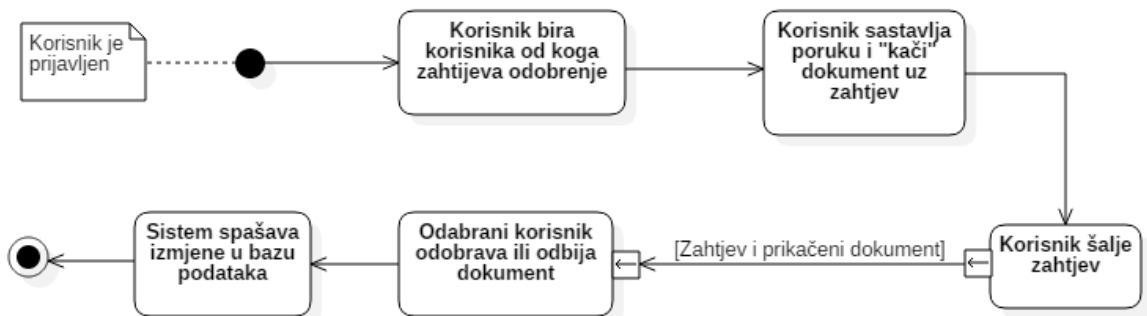 Korisnik je
prijavljen
Korisnik bira
korisnika od koga
zahtijeva odobrenje
Korisnik sastavlja
poruku i "kači"
dokument uz
zahtjev
Korisnik šalje
zahtjev
[Zahtjev i prikačeni dokument]
Odabrani korisnik
odobrava ili odbija
dokument
Sistem spašava
izmjene u bazu
podataka